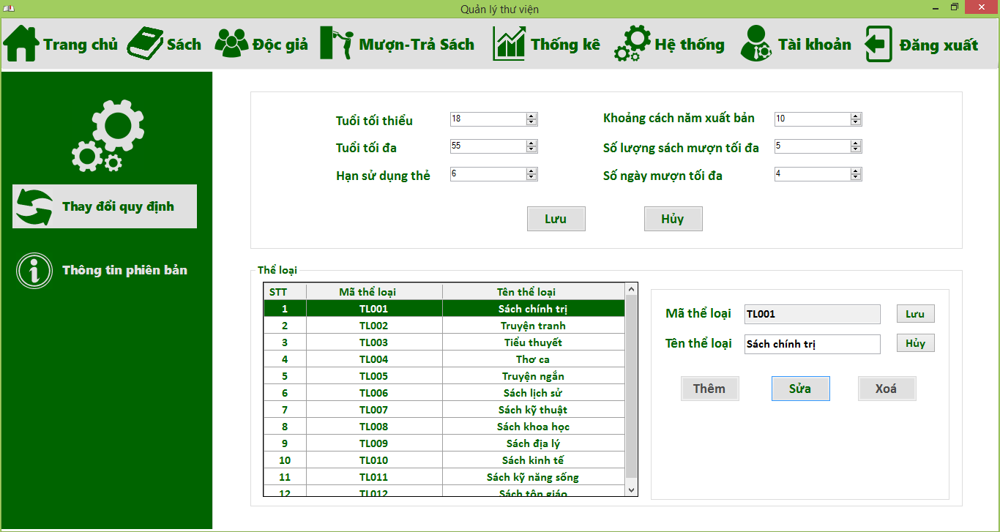 Quản lý thư viện
Trang chủ Sách Độc giả Mượn-Trả Sách Thống kê Hệ thống Tài khoản Đăng xuất
Thay đổi quy định
Thông tin phiên bản
Tuổi tối thiểu 18 Khoảng cách năm xuất bản 10
Tuổi tối đa 55 Số lượng sách mượn tối đa 5
Hạn sử dụng thẻ 6 Số ngày mượn tối đa 4
Lưu Hủy
Thể loại
STT Mã thể loại Tên thể loại
1 TL001 Sách chính trị
2 TL002 Truyện tranh
3 TL003 Tiểu thuyết
4 TL004 Thơ ca
5 TL005 Truyện ngắn
6 TL006 Sách lịch sử
7 TL007 Sách kỹ thuật
8 TL008 Sách khoa học
9 TL009 Sách địa lý
10 TL010 Sách kinh tế
11 TL011 Sách kỹ năng sống
12 TL012 Sách tôn giáo
Mã thể loại TL001 Lưu
Tên thể loại Sách chính trị Hủy
Thêm Sửa Xoá